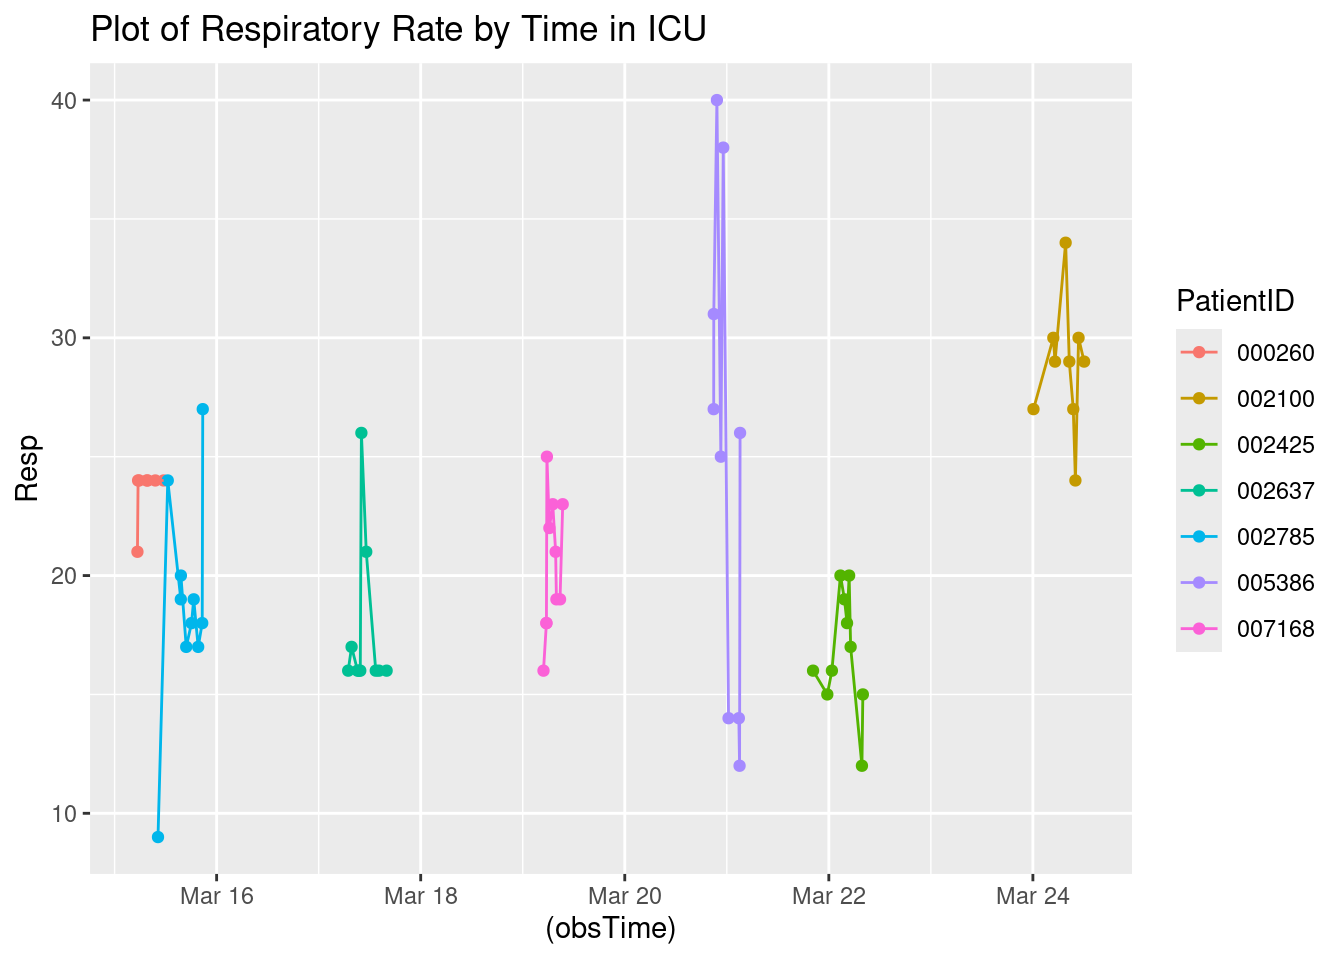 Plot of Respiratory Rate by Time in ICU
40
30
20
10
Resp
Mar 16
Mar 18
Mar 20
Mar 22
Mar 24
(obsTime)
PatientID
000260
002100
002425
002637
002785
005386
007168